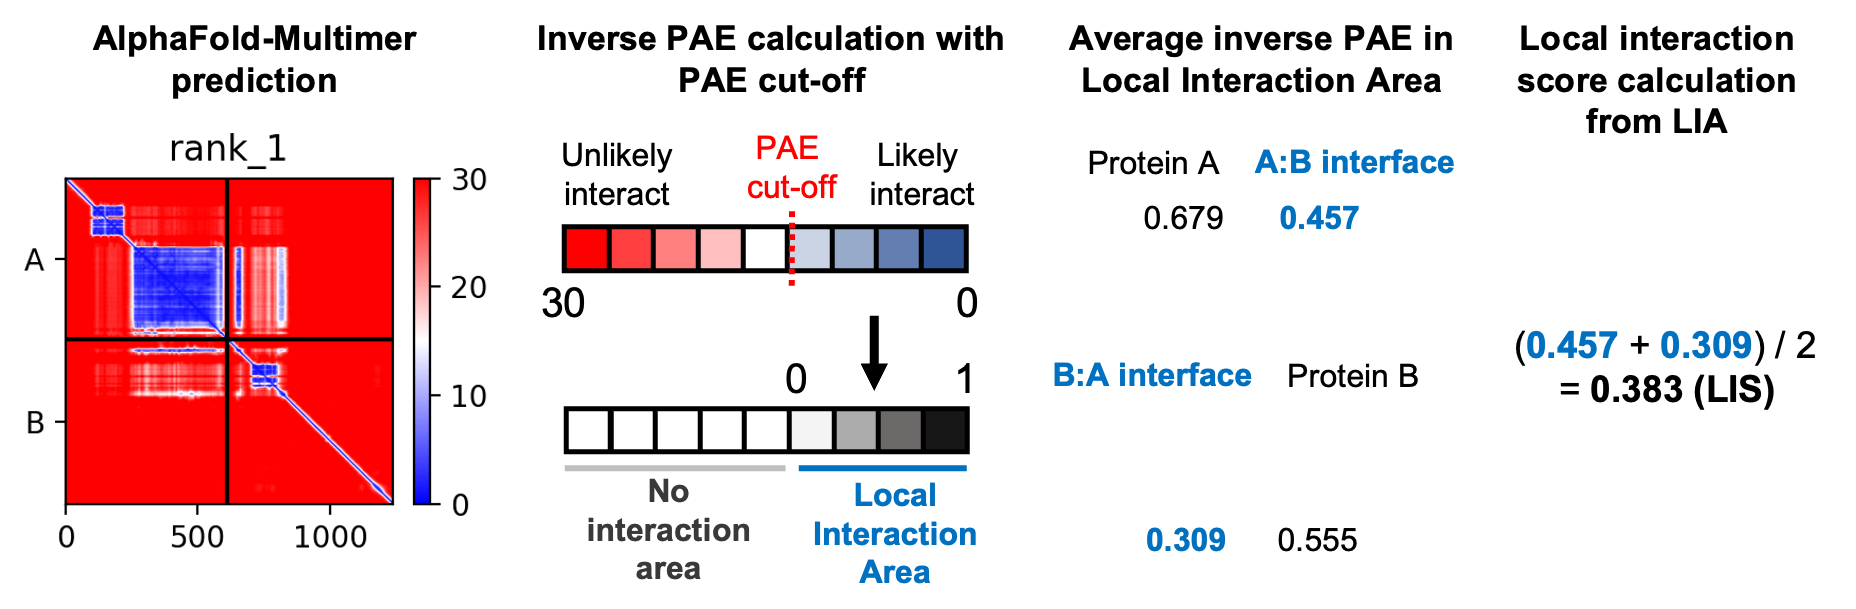 AlphaFold-Multimer
prediction
rank_1
A
B
0
500
1000
30
20
10
0
Inverse PAE calculation with
PAE cut-off
Unlikely
interact
PAE
cut-off
Likely
interact
30
0
0
1
No
interaction
area
Local
Interaction
Area
Average inverse PAE in
Local Interaction Area
Protein A
A:B interface
0.679
0.457
B:A interface
Protein B
0.309
0.555
Local interaction
score calculation
from LIA
(0.457 + 0.309) / 2
= 0.383 (LIS)